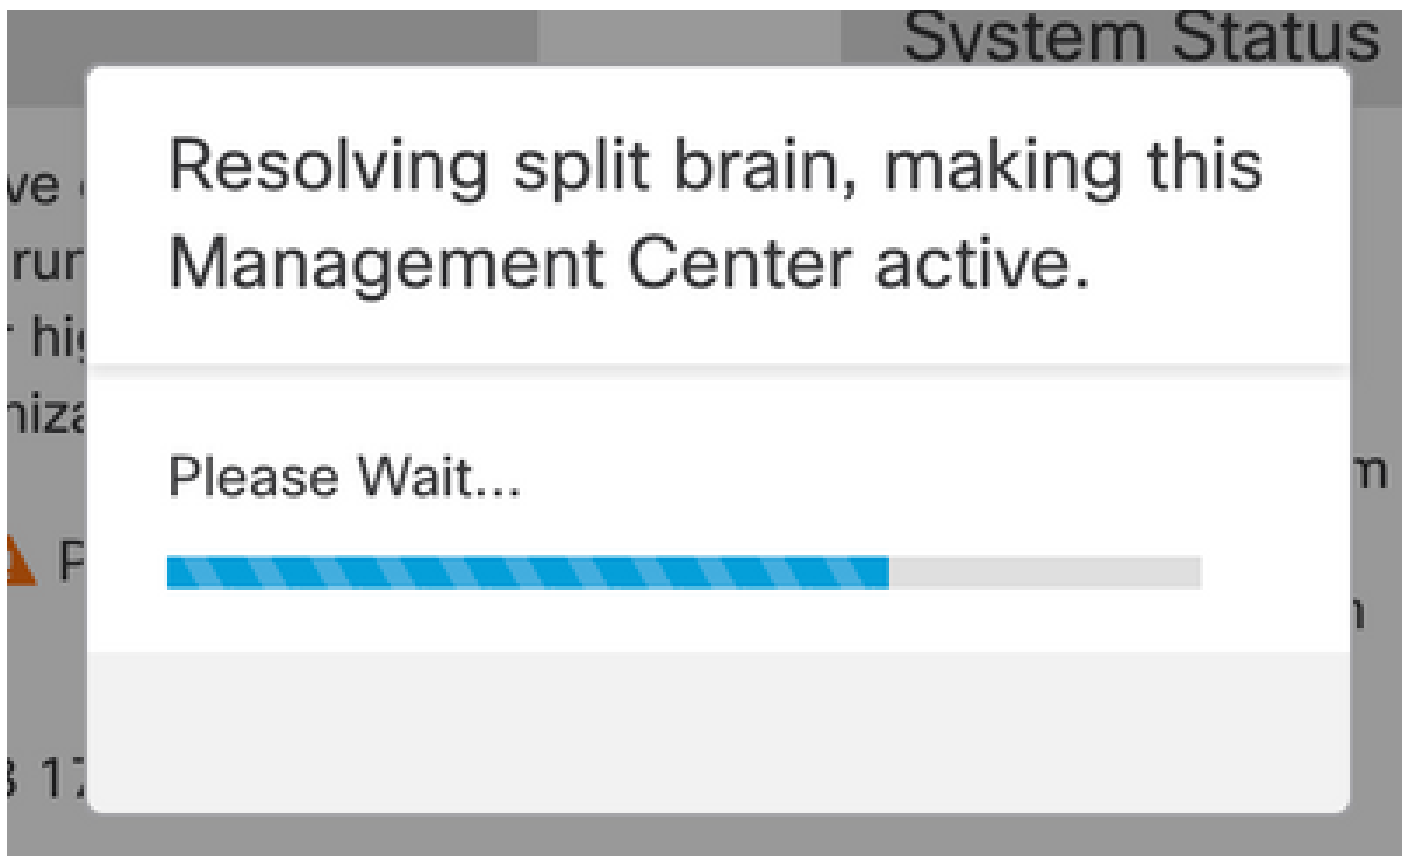 System Status
Resolving split brain, making this
Management Center active.
Please Wait...